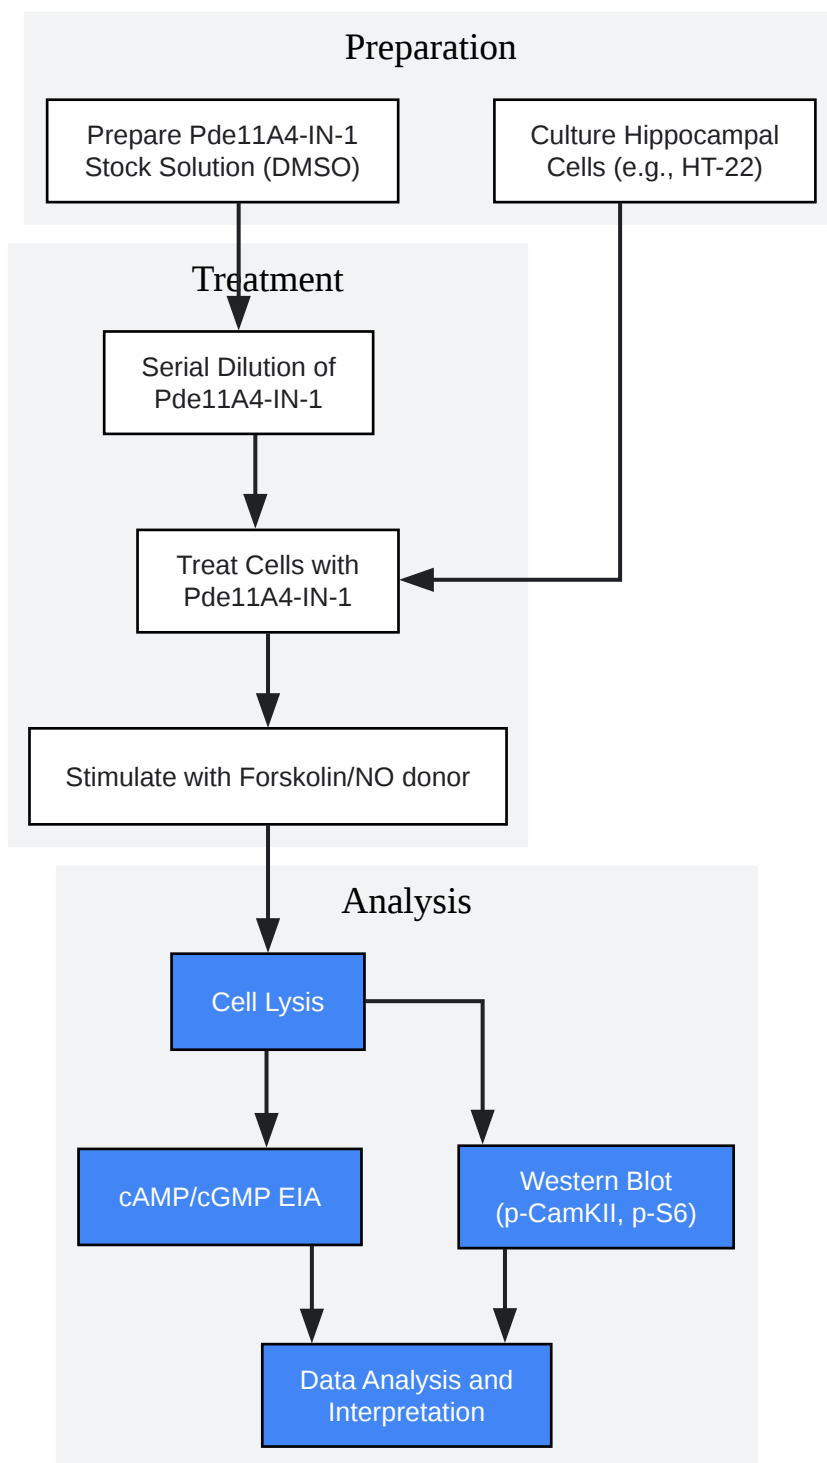 Preparation
Prepare Pde11A4-IN-1
Stock Solution (DMSO)
Culture Hippocampal
Cells (e.g., HT-22)
Treatment
Serial Dilution of
Pde11A4-IN-1
Treat Cells with
Pde11A4-IN-1
Stimulate with Forskolin/NO donor
Analysis
Cell Lysis
cAMP/cGMP EIA
Western Blot
(p-CamKII, p-S6)
Data Analysis and
Interpretation